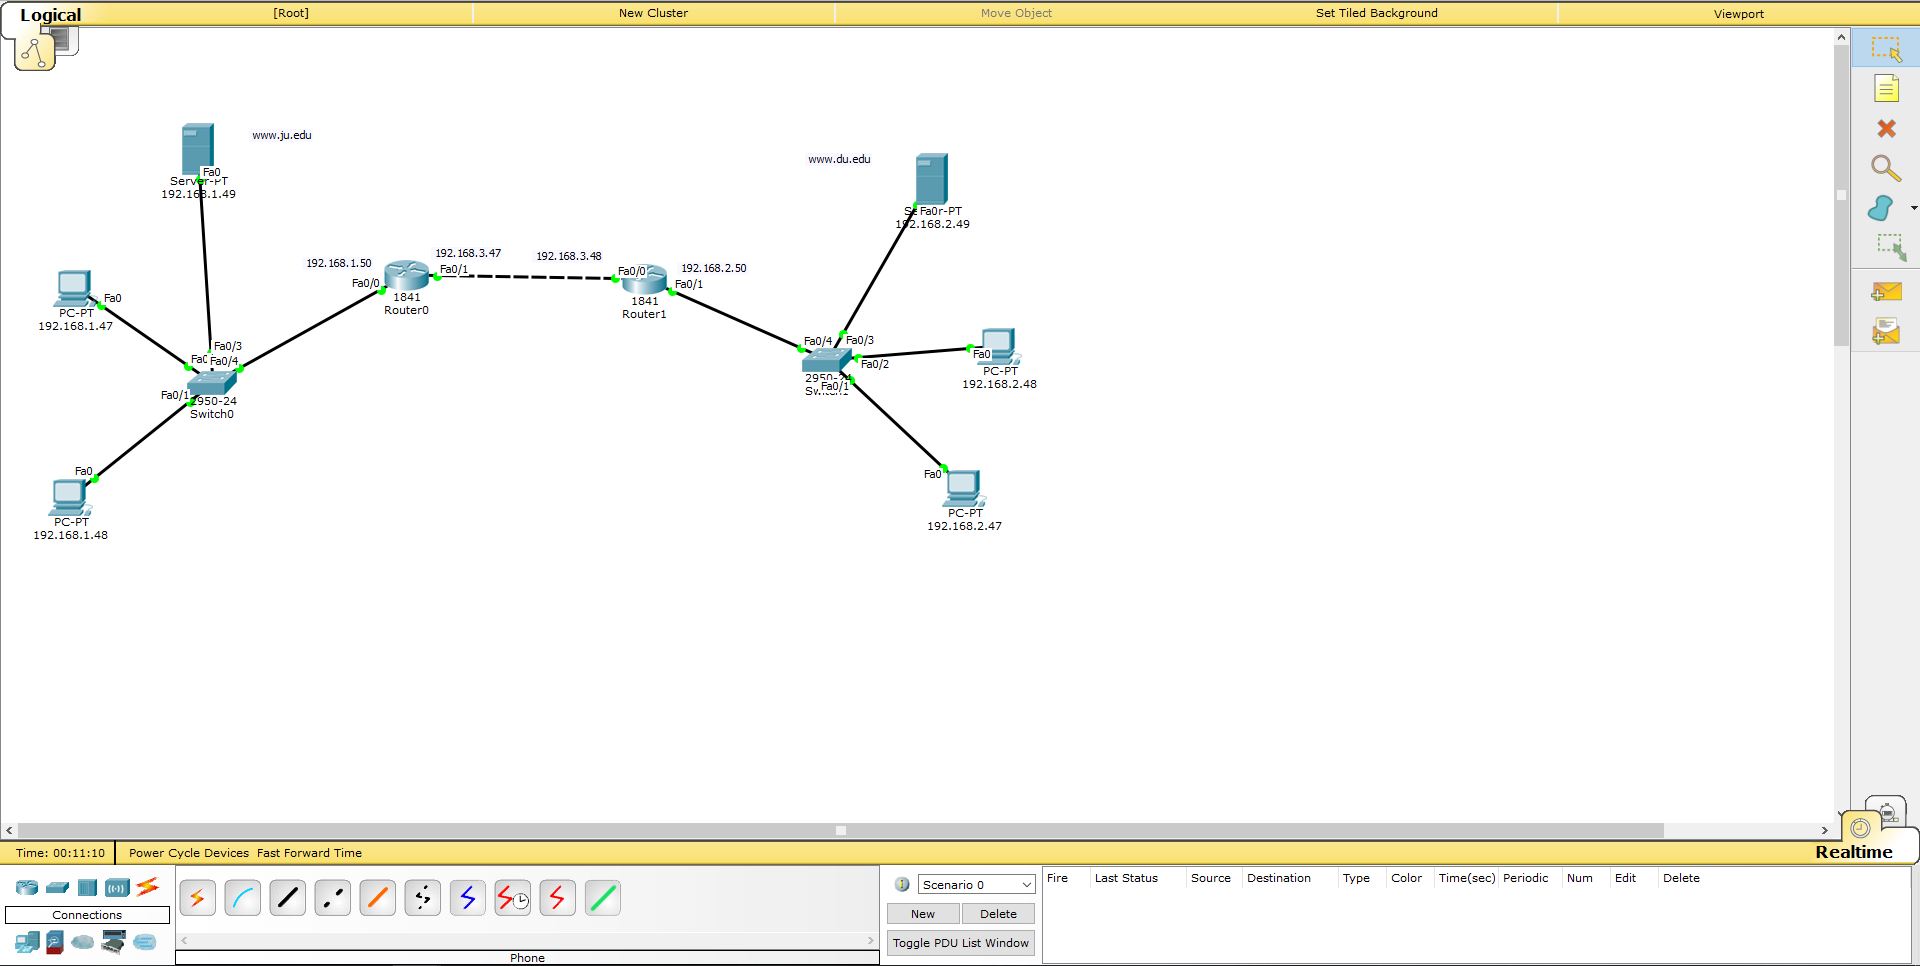 Logical
[Root]
New Cluster
Move Object
Set Tiled Background
Viewport
www.ju.edu
Fa0
Server-PT
192.168.1.49
www.du.edu
Fa0r-PT
192.168.2.49
192.168.1.50
192.168.3.47
192.168.3.48
192.168.2.50
Fa0/0
Fa0/1
1841
Router0
Fa0/0
Fa0/1
1841
Router1
Fa0
PC-PT
192.168.1.47
Fa0/3
Fa0/4
Fa0/1
2950-24
Switch0
Fa0
PC-PT
192.168.1.48
Fa0/4
Fa0/3
Fa0/2
2950-24
Fa0/1
Switch1
Fa0
PC-PT
192.168.2.48
Fa0
PC-PT
192.168.2.47
Time: 00:11:10
Power Cycle Devices Fast Forward Time
Realtime
Connections
Phone
Scenario 0
New
Delete
Toggle PDU List Window
Fire
Last Status
Source
Destination
Type
Color
Time(sec)
Periodic
Num
Edit
Delete